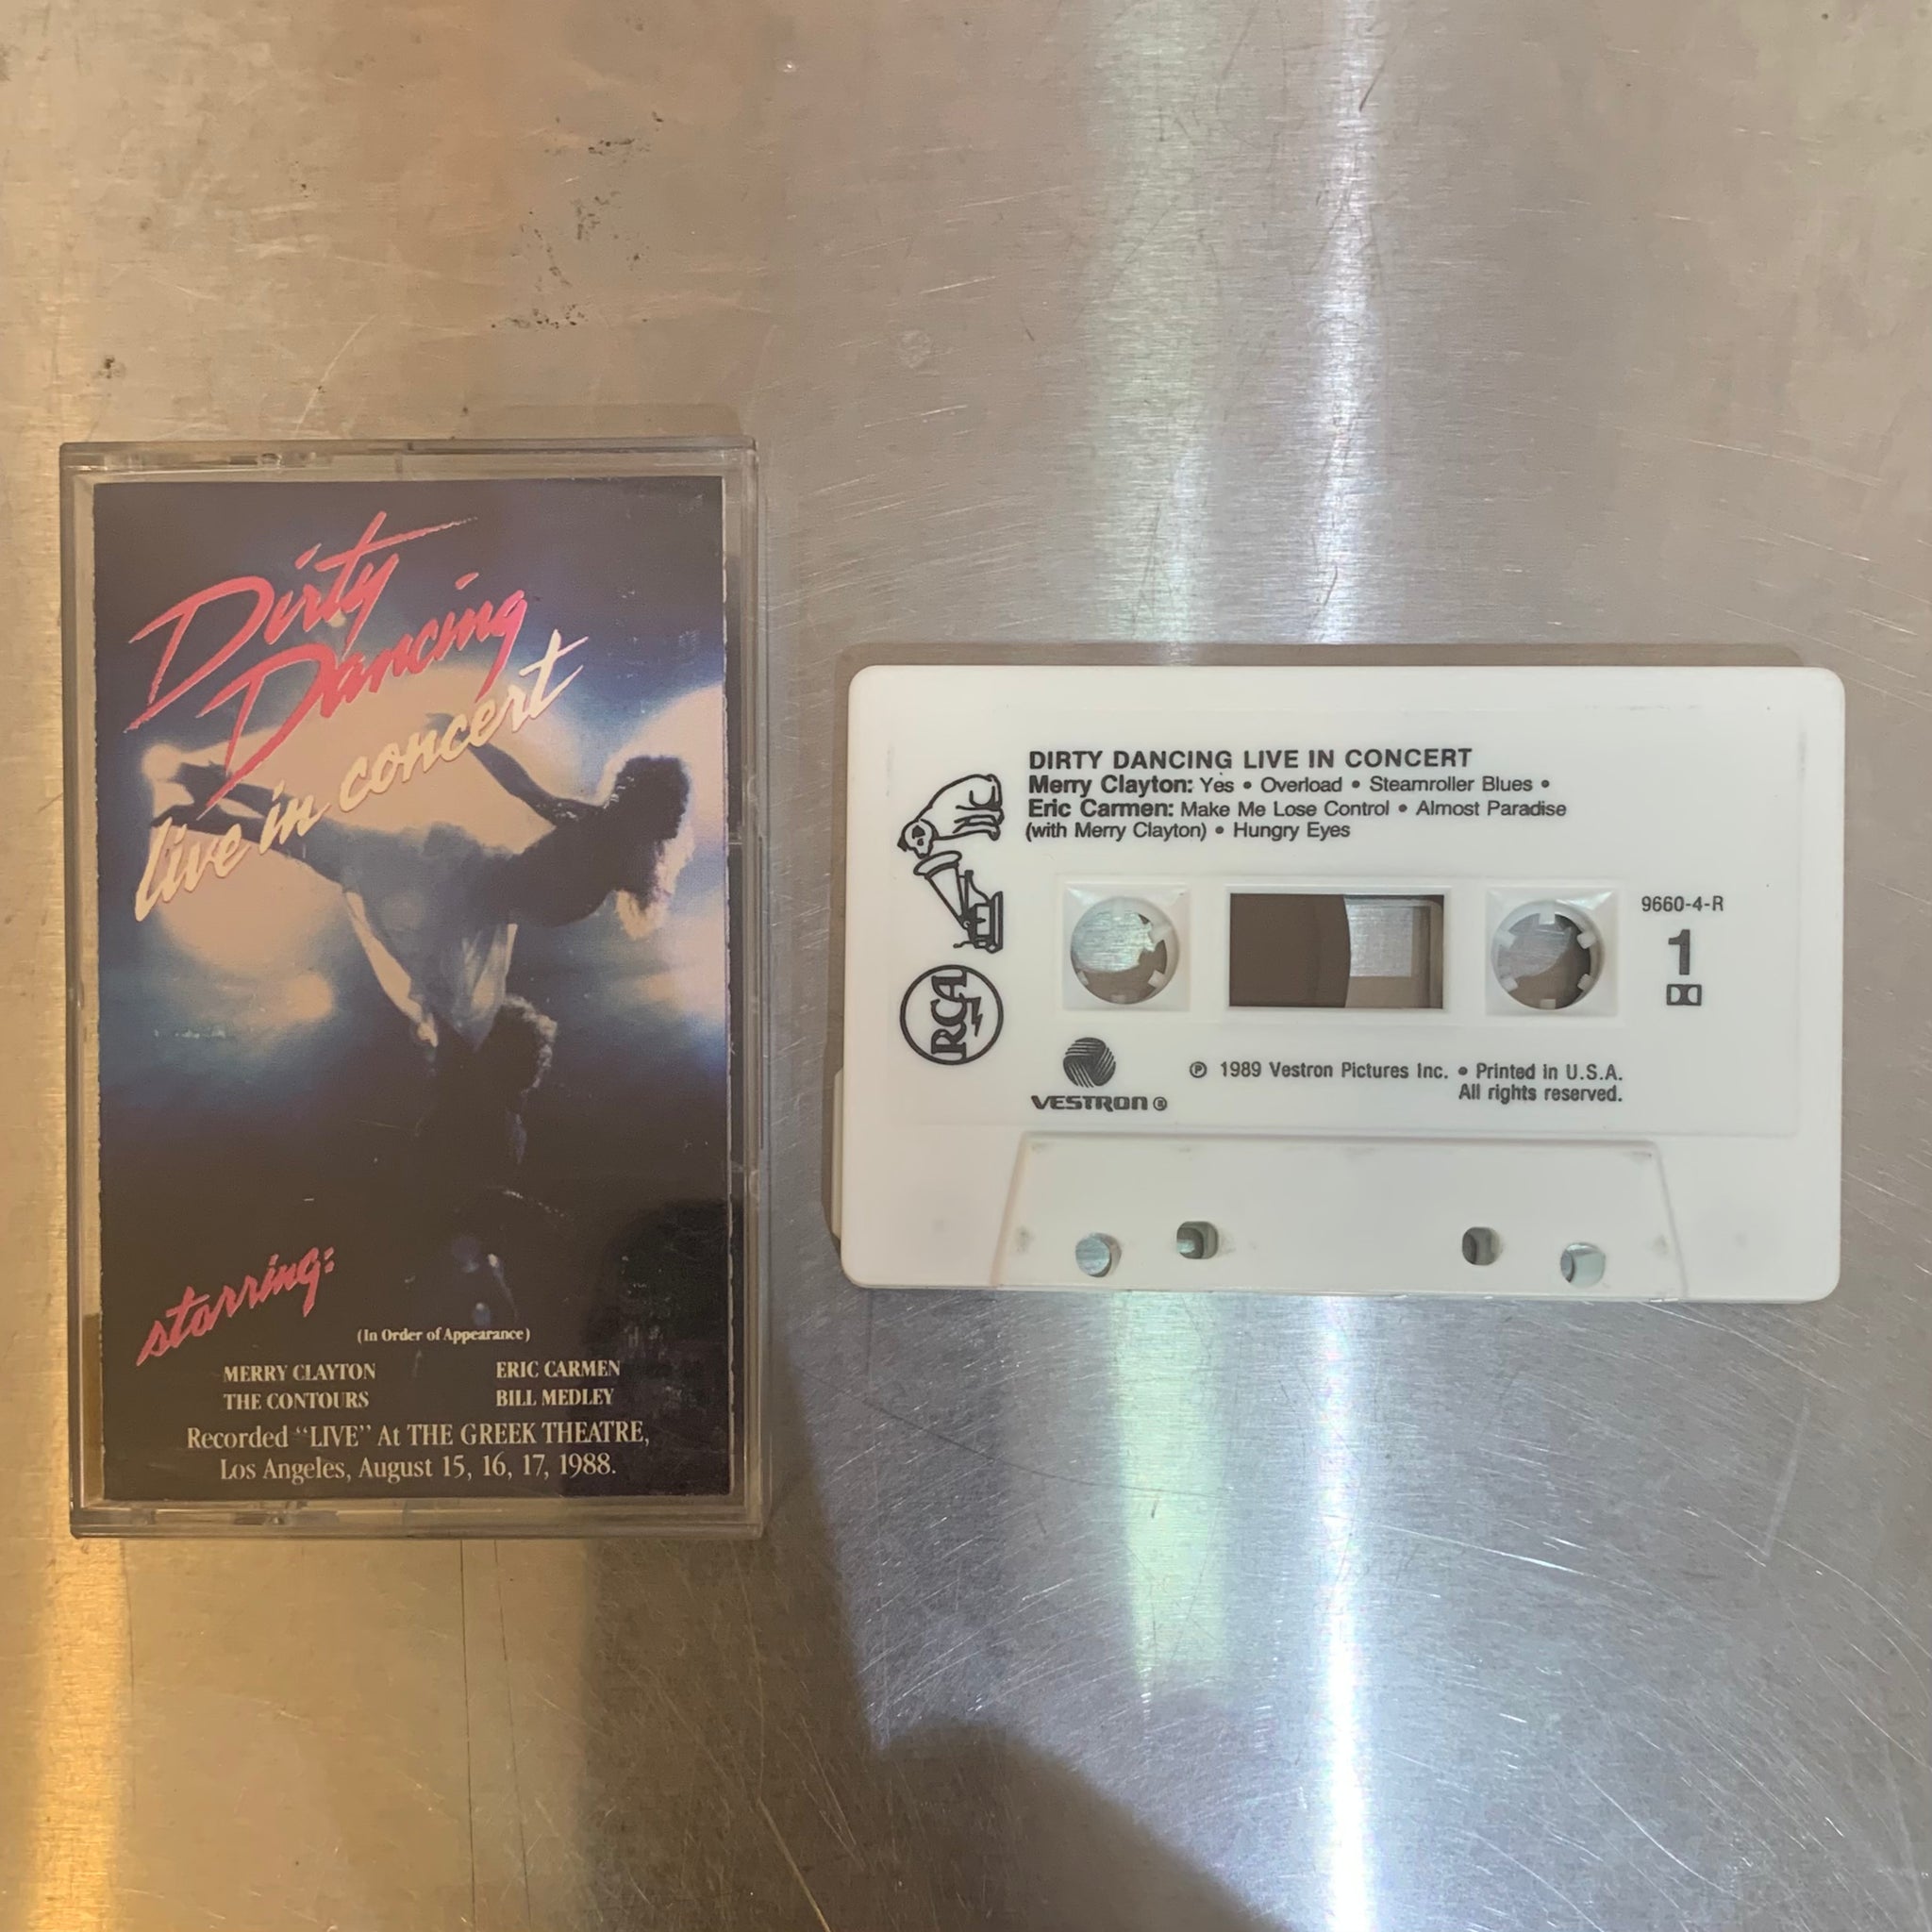 Dirty
Dancing
live in concert
starring:
(In Order of Appearance)
MERRY CLAYTON ERIC CARMEN
THE CONTOURS BILL MEDLEY
Recorded “LIVE” At THE GREEK THEATRE,
Los Angeles, August 15, 16, 17, 1988.
DIRTY DANCING LIVE IN CONCERT
Merry Clayton: Yes • Overload • Steamroller Blues •
Eric Carmen: Make Me Lose Control • Almost Paradise
(with Merry Clayton) • Hungry Eyes
9660-4-R
1
RCA
VESTRON ®
℗ 1989 Vestron Pictures Inc. • Printed in U.S.A.
All rights reserved.